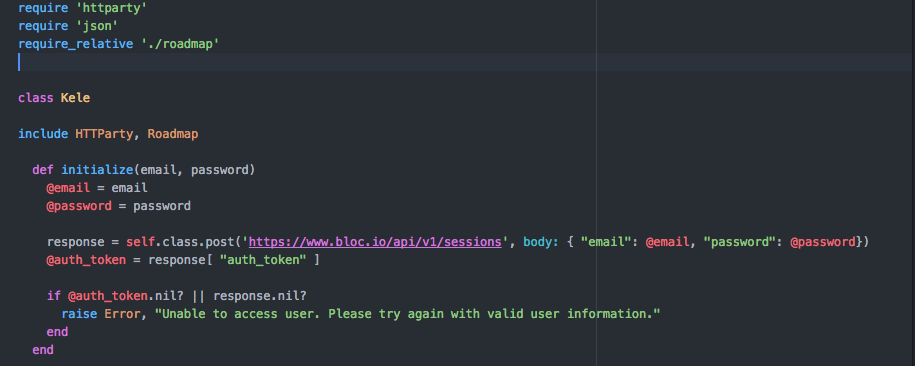 require 'httparty'
require 'json'
require_relative './roadmap'
class Kele
include HTTParty, Roadmap
def initialize(email, password)
@email = email
@password = password
response = self.class.post('https://www.bloc.io/api/v1/sessions', body: { "email": @email, "password": @password})
@auth_token = response[ "auth_token" ]
if @auth_token.nil? || response.nil?
raise Error, "Unable to access user. Please try again with valid user information."
end
end